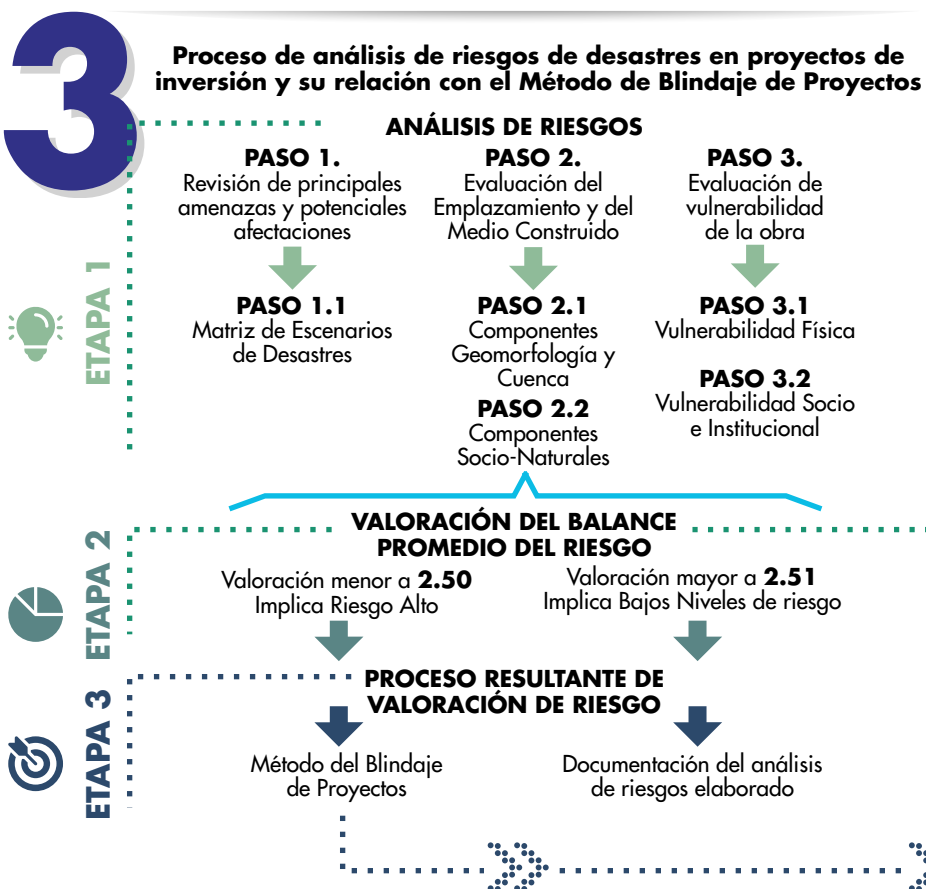 3
Proceso de análisis de riesgos de desastres en proyectos de
inversión y su relación con el Método de Blindaje de Proyectos
ETAPA 1
ANÁLISIS DE RIESGOS
PASO 1.
Revisión de principales
amenazas y potenciales
afectaciones
PASO 1.1
Matriz de Escenarios
de Desastres
PASO 2.
Evaluación del
Emplazamiento y del
Medio Construido
PASO 2.1
Componentes
Geomorfología y
Cuenca
PASO 2.2
Componentes
Socio-Naturales
PASO 3.
Evaluación de
vulnerabilidad
de la obra
PASO 3.1
Vulnerabilidad Física
PASO 3.2
Vulnerabilidad Socio
e Institucional
ETAPA 2
VALORACIÓN DEL BALANCE
PROMEDIO DEL RIESGO
Valoración menor a 2.50
Implica Riesgo Alto
Valoración mayor a 2.51
Implica Bajos Niveles de riesgo
ETAPA 3
PROCESO RESULTANTE DE
VALORACIÓN DE RIESGO
Método del Blindaje
de Proyectos
Documentación del análisis
de riesgos elaborado